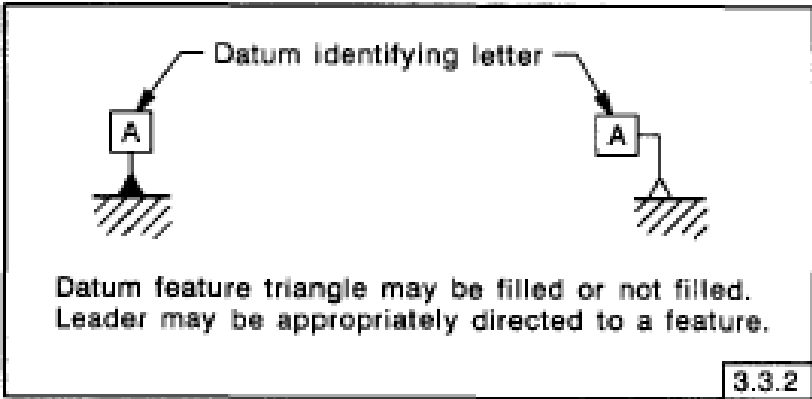 Datum identifying letter
A
A
Datum feature triangle may be filled or not filled.
Leader may be appropriately directed to a feature.
3.3.2